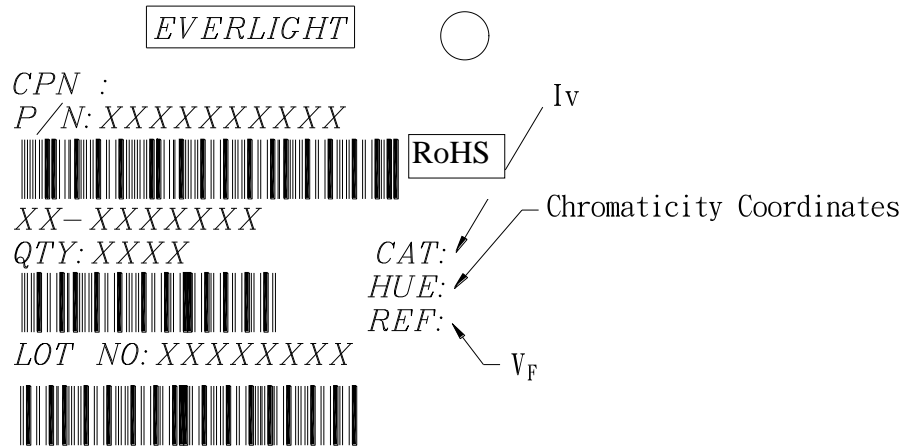 EVERLIGHT
CPN :
P/N: XXXXXXXXXX
RoHS
XX-XXXXXXX
QTY: XXXX
LOT NO: XXXXXXXX
CAT:
HUE:
REF:
Iv
Chromaticity Coordinates
VF